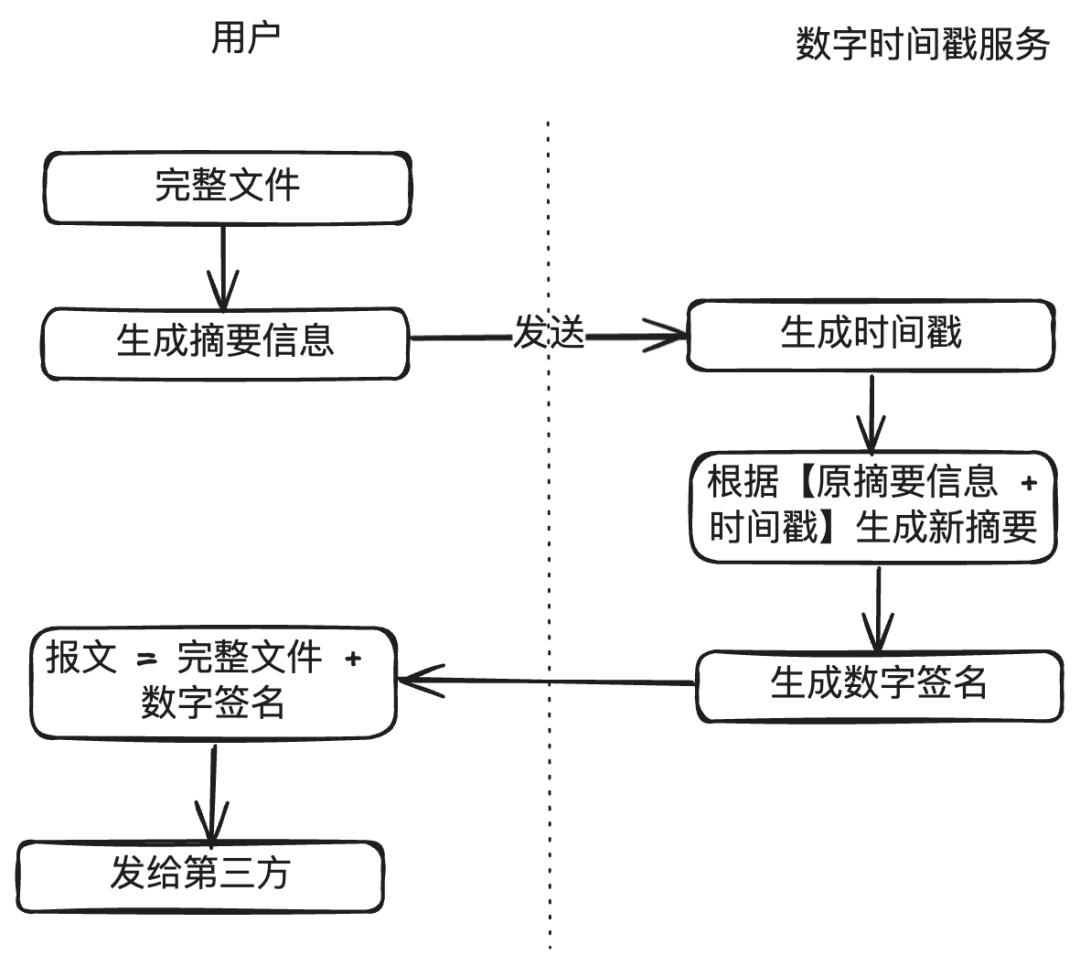 用户
数字时间戳服务
完整文件
生成摘要信息
发送
生成时间戳
根据【原摘要信息 +
时间戳】生成新摘要
生成数字签名
报文 = 完整文件 +
数字签名
发给第三方